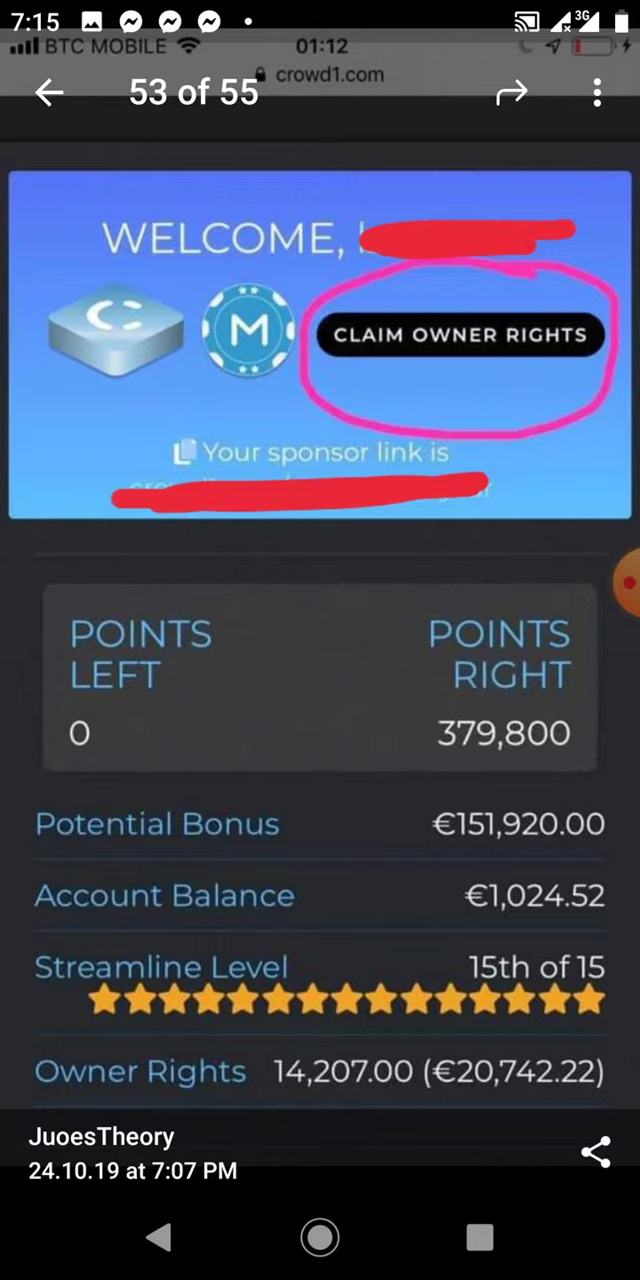 7:15
3G
BTC MOBILE
01:12
crowd1.com
53 of 55
WELCOME,
M
CLAIM OWNER RIGHTS
Your sponsor link is
POINTS LEFT
POINTS RIGHT
0
379,800
Potential Bonus €151,920.00
Account Balance €1,024.52
Streamline Level 15th of 15
Owner Rights 14,207.00 (€20,742.22)
JuoesTheory
24.10.19 at 7:07 PM